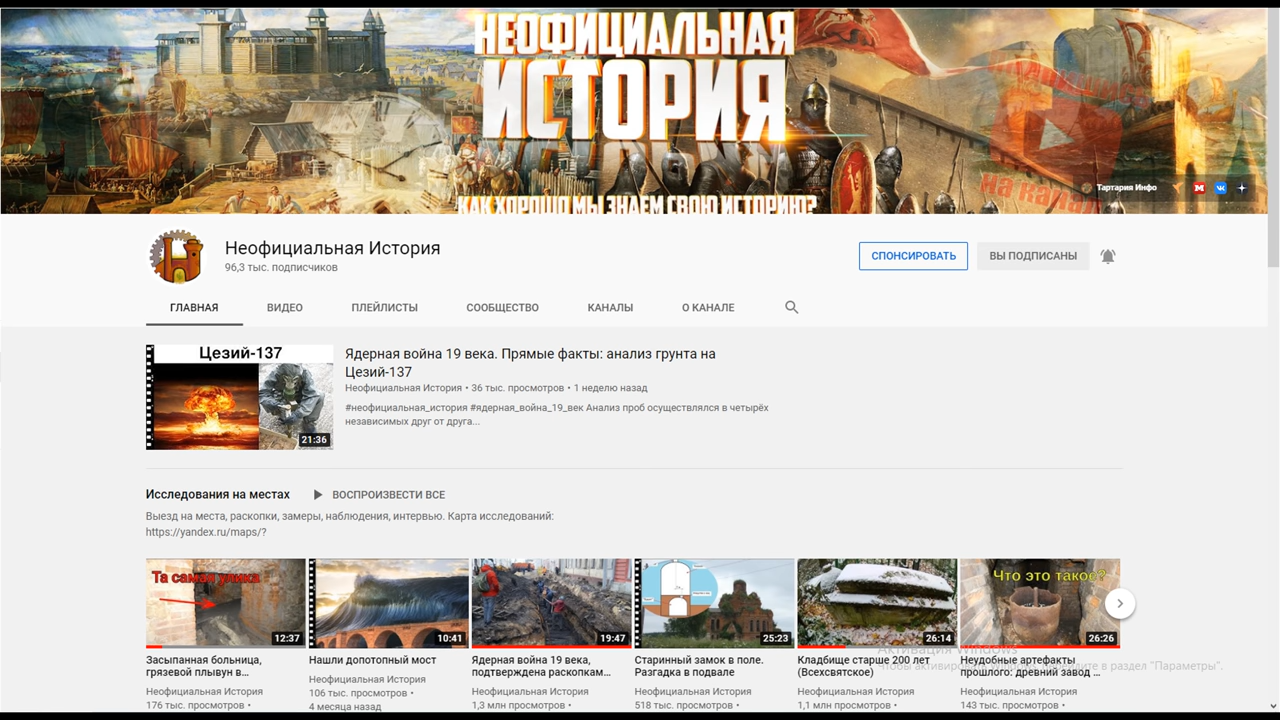 НЕОФИЦИАЛЬНАЯ
ИСТОРИЯ
КАК ХОРОШО МЫ ЗНАЕМ СВОЮ ИСТОРИЮ?
на канал
Тартария Инфо
Неофициальная История
96,3 тыс. подписчиков
СПОНСИРОВАТЬ
ВЫ ПОДПИСАНЫ
ГЛАВНАЯ ВИДЕО ПЛЕЙЛИСТЫ СООБЩЕСТВО КАНАЛЫ О КАНАЛЕ
Цезий-137
21:36
Ядерная война 19 века. Прямые факты: анализ грунта на
Цезий-137
Неофициальная История • 36 тыс. просмотров • 1 неделю назад
#неофициальная_история #ядерная_война_19_век Анализ проб осуществлялся в четырёх
независимых друг от друга...
Исследования на местах ВОСПРОИЗВЕСТИ ВСЕ
Выезд на места, раскопки, замеры, наблюдения, интервью. Карта исследований:
https://yandex.ru/maps/?
Та самая улика
12:37
Засыпанная больница,
грязевой плывун в...
Неофициальная История
176 тыс. просмотров •
10:41
Нашли допотопный мост
Неофициальная История
106 тыс. просмотров •
4 месяца назад
19:47
Ядерная война 19 века,
подтверждена раскопкам...
Неофициальная История
1,3 млн просмотров •
25:23
Старинный замок в поле.
Разгадка в подвале
Неофициальная История
518 тыс. просмотров •
26:14
Кладбище старше 200 лет
(Всехсвятское)
Неофициальная История
1,1 млн просмотров •
Что это такое?
26:26
Неудобные артефакты
прошлого: древний завод ...
Неофициальная История
143 тыс. просмотров •
Активация Windows
Чтобы активировать
в раздел "Параметры".